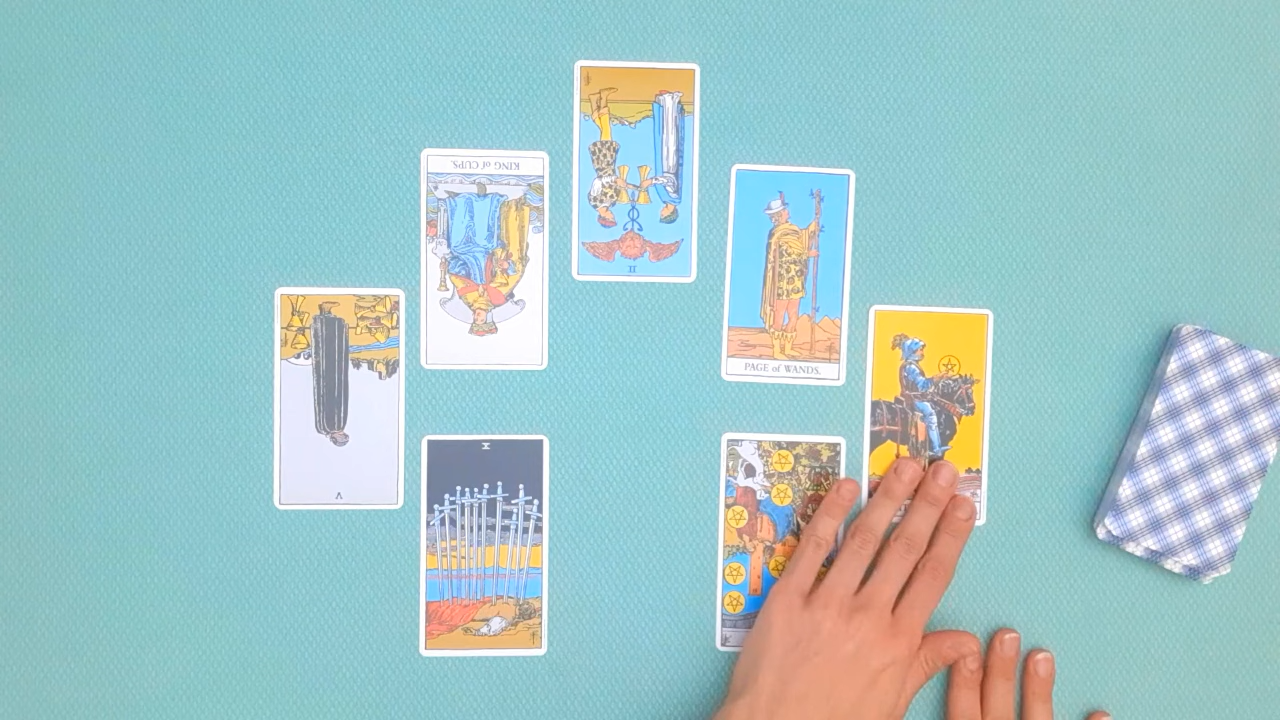 II
KING of CUPS.
PAGE of WANDS.
V
X